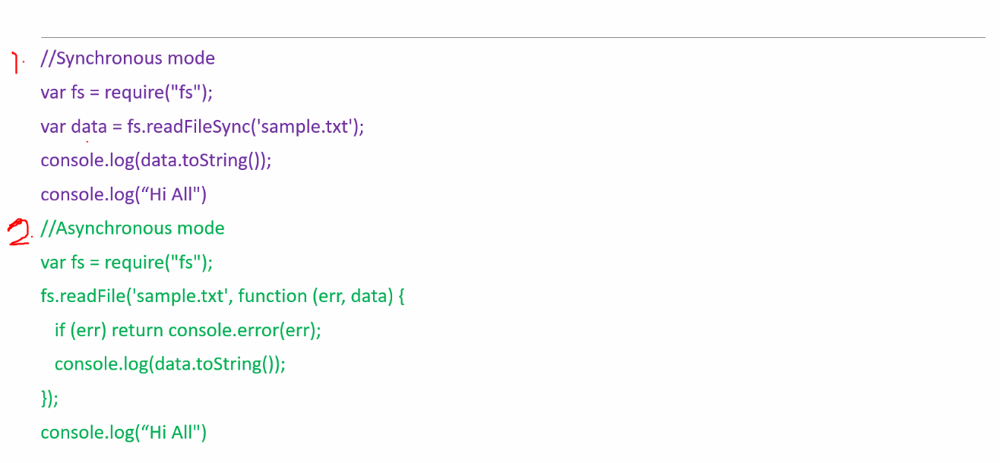 1. //Synchronous mode
var fs = require("fs");
var data = fs.readFileSync('sample.txt');
console.log(data.toString());
console.log(“Hi All")
2. //Asynchronous mode
var fs = require("fs");
fs.readFile('sample.txt', function (err, data) {
if (err) return console.error(err);
console.log(data.toString());
});
console.log(“Hi All")